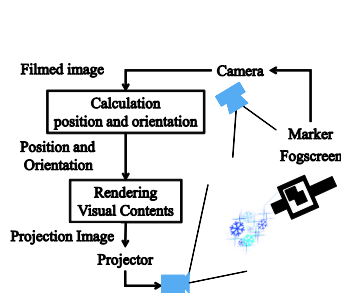 Filmed image
Camera
Calculation
position and orientation
Marker
Fogscreen
Position and
Orientation
Rendering
Visual Contents
Projection Image
Projector